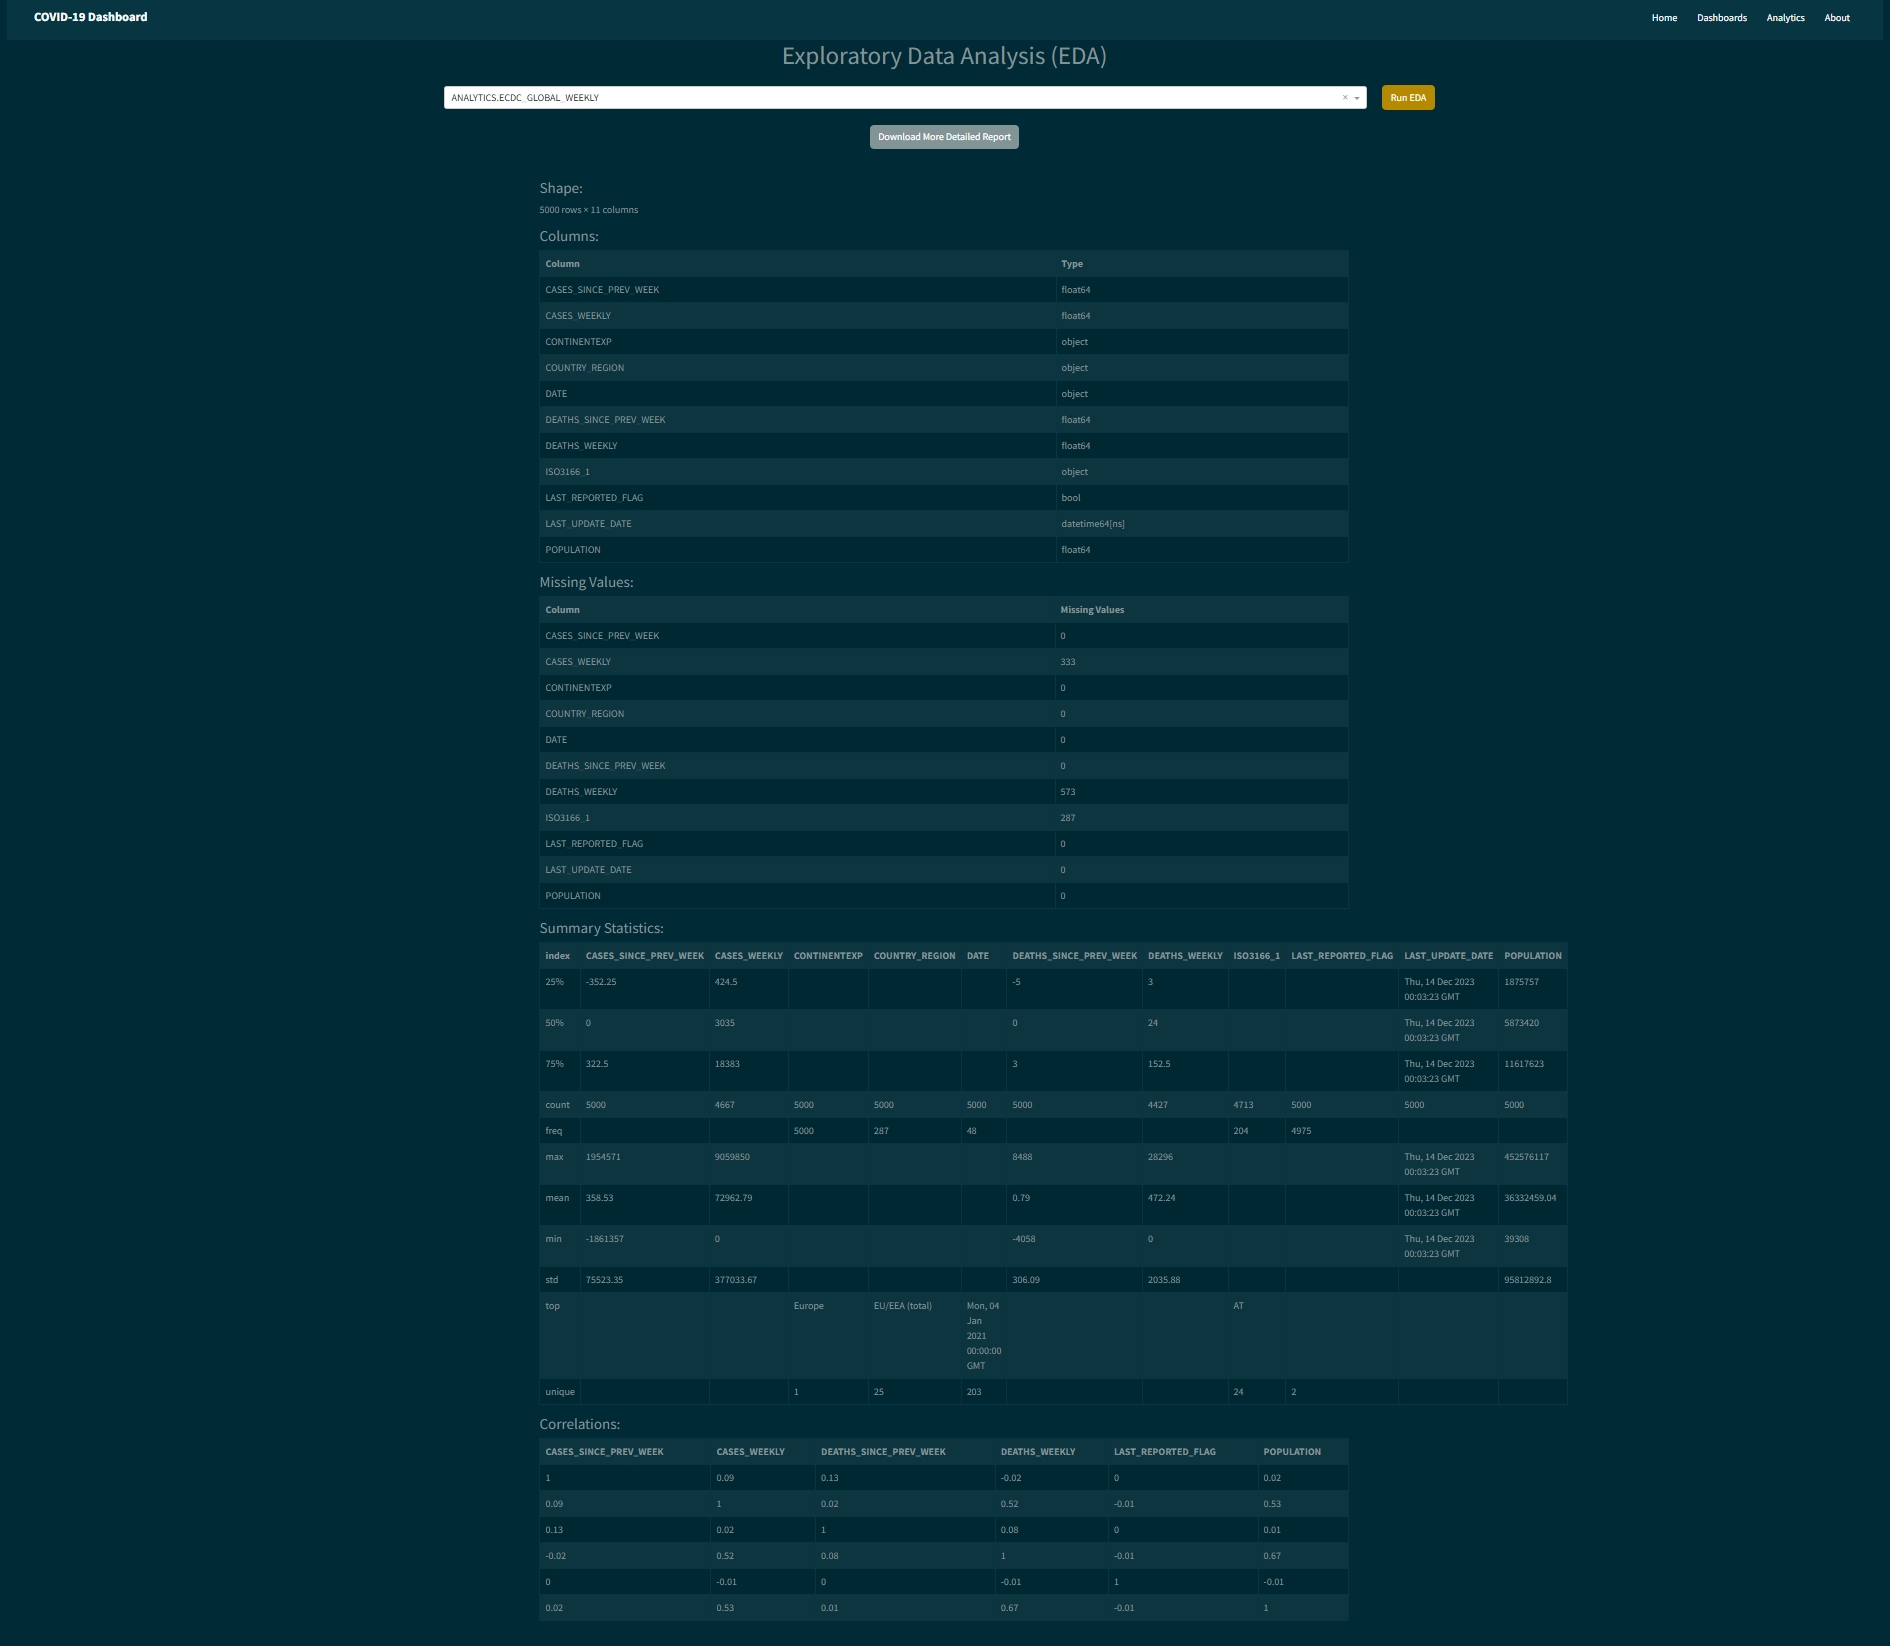 COVID-19 Dashboard Home Dashboards Analytics About
Exploratory Data Analysis (EDA)
ANALYTICS.ECDC_GLOBAL_WEEKLY × Run EDA
Download More Detailed Report
Shape:
5000 rows × 11 columns
Columns:
Column Type
CASES_SINCE_PREV_WEEK float64
CASES_WEEKLY float64
CONTINENTEXP object
COUNTRY_REGION object
DATE object
DEATHS_SINCE_PREV_WEEK float64
DEATHS_WEEKLY float64
ISO3166_1 object
LAST_REPORTED_FLAG bool
LAST_UPDATE_DATE datetime64[ns]
POPULATION float64
Missing Values:
Column Missing Values
CASES_SINCE_PREV_WEEK 0
CASES_WEEKLY 333
CONTINENTEXP 0
COUNTRY_REGION 0
DATE 0
DEATHS_SINCE_PREV_WEEK 0
DEATHS_WEEKLY 573
ISO3166_1 287
LAST_REPORTED_FLAG 0
LAST_UPDATE_DATE 0
POPULATION 0
Summary Statistics:
index CASES_SINCE_PREV_WEEK CASES_WEEKLY CONTINENTEXP COUNTRY_REGION DATE DEATHS_SINCE_PREV_WEEK DEATHS_WEEKLY ISO3166_1 LAST_REPORTED_FLAG LAST_UPDATE_DATE POPULATION
25% -352.25 424.5 -5 3 Thu, 14 Dec 2023 1875757
00:03:23 GMT
50% 0 3035 0 24 Thu, 14 Dec 2023 5873420
00:03:23 GMT
75% 322.5 18383 3 152.5 Thu, 14 Dec 2023 11617623
00:03:23 GMT
count 5000 4667 5000 5000 5000 5000 4427 4713 5000 5000 5000
freq 5000 287 48 204 4975
max 1954571 9059850 8488 28296 Thu, 14 Dec 2023 452576117
00:03:23 GMT
mean 358.53 72962.79 0.79 472.24 Thu, 14 Dec 2023 36332459.04
00:03:23 GMT
min -1861357 0 -4058 0 Thu, 14 Dec 2023 39308
00:03:23 GMT
std 75523.35 377033.67 306.09 2035.88 95812892.8
top Europe EU/EEA (total) Mon, 04 AT
Jan
2021
00:00:00
GMT
unique 1 25 203 24 2
Correlations:
CASES_SINCE_PREV_WEEK CASES_WEEKLY DEATHS_SINCE_PREV_WEEK DEATHS_WEEKLY LAST_REPORTED_FLAG POPULATION
1 0.09 0.13 -0.02 0 0.02
0.09 1 0.02 0.52 -0.01 0.53
0.13 0.02 1 0.08 0 0.01
-0.02 0.52 0.08 1 -0.01 0.67
0 -0.01 0 -0.01 1 -0.01
0.02 0.53 0.01 0.67 -0.01 1